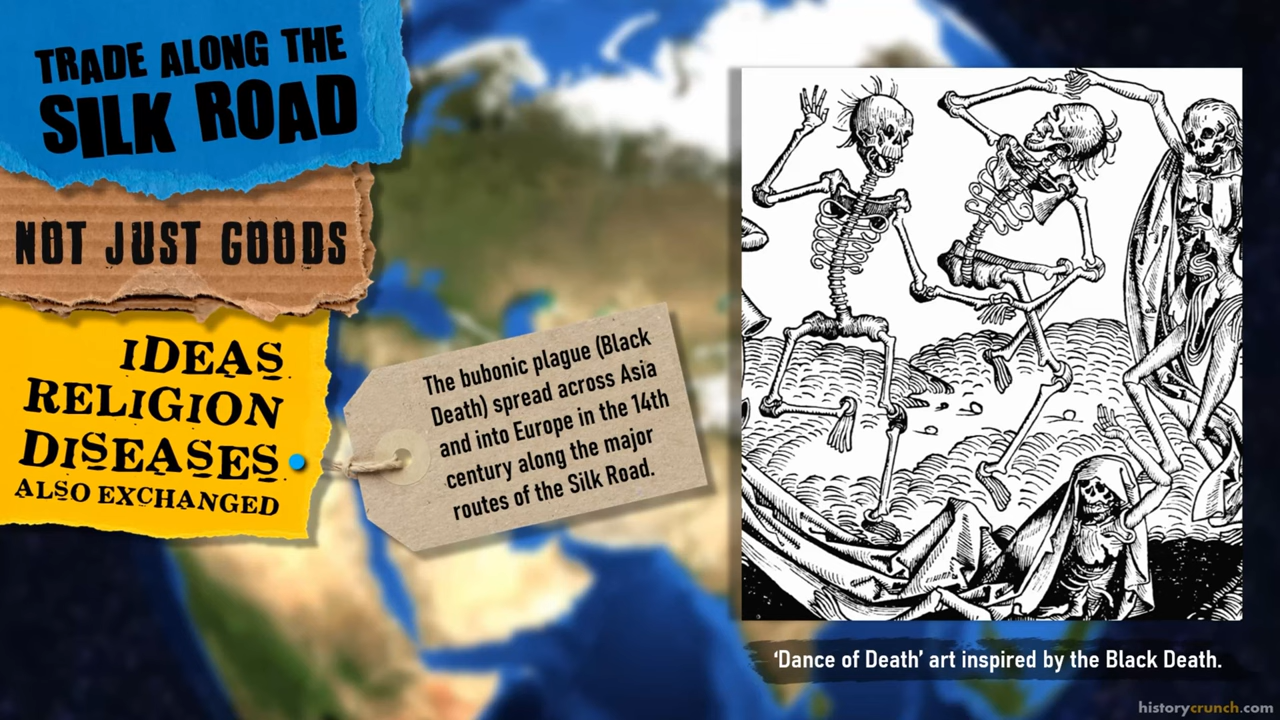 TRADE ALONG THE
SILK ROAD
NOT JUST GOODS
IDEAS
RELIGION
DISEASES
ALSO EXCHANGED
The bubonic plague (Black
Death) spread across Asia
and into Europe in the 14th
century along the major
routes of the Silk Road.
‘Dance of Death’ art inspired by the Black Death.
historycrunch.com